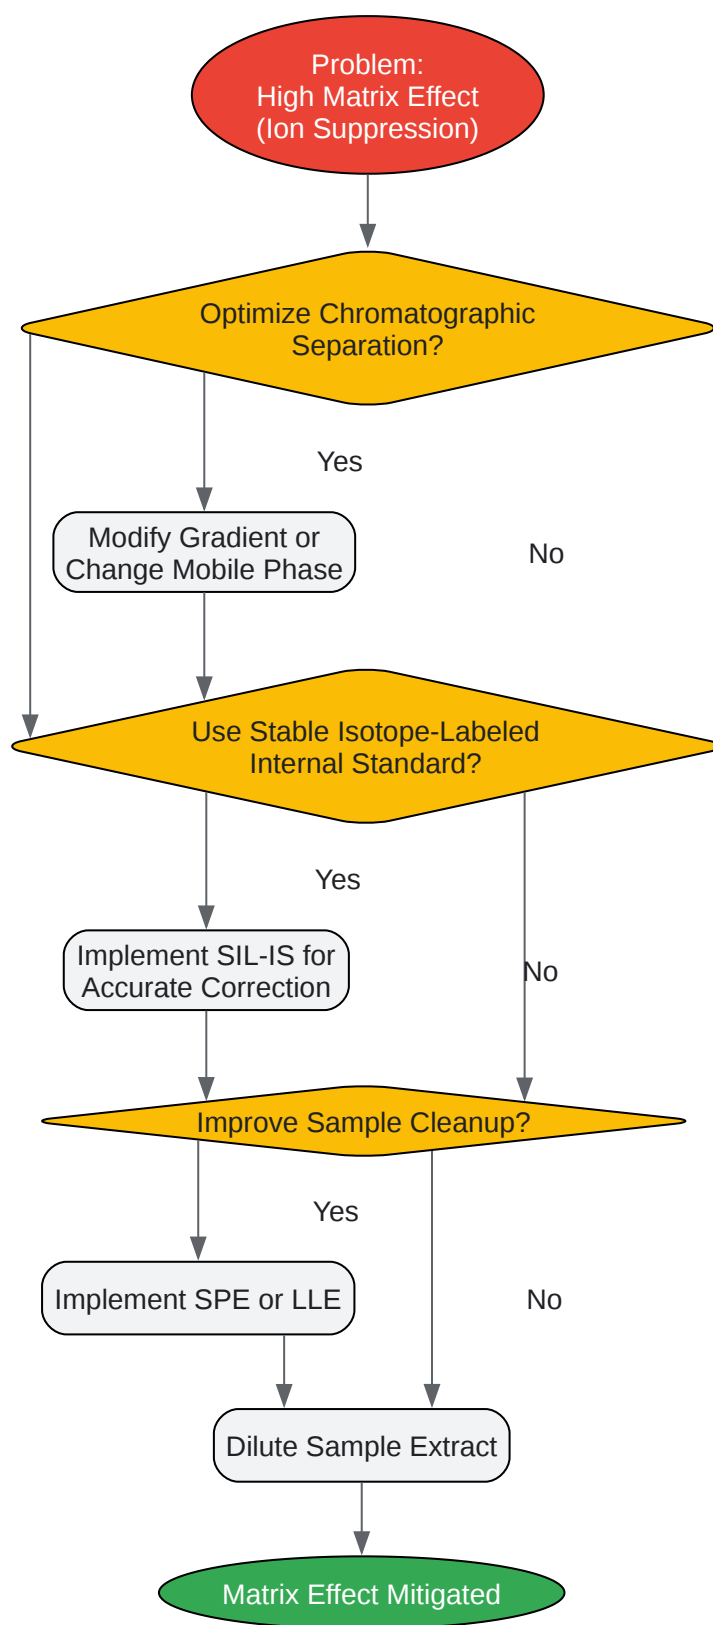 Problem:
High Matrix Effect
(Ion Suppression)
Optimize Chromatographic
Separation?
Yes
Modify Gradient or
Change Mobile Phase
No
Use Stable Isotope-Labeled
Internal Standard?
Yes
Implement SIL-IS for
Accurate Correction
No
Improve Sample Cleanup?
Yes
Implement SPE or LLE
No
Dilute Sample Extract
Matrix Effect Mitigated